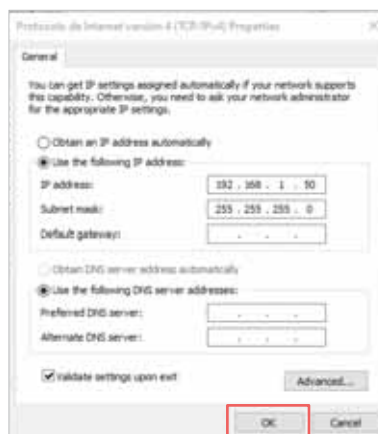 Protocolo de Internet versión 4 (TCP/IPv4) Properties
General
You can get IP settings assigned automatically if your network supports
this capability. Otherwise, you need to ask your network administrator
for the appropriate IP settings.
Obtain an IP address automatically
Use the following IP address:
IP address: 192 . 168 . 1 . 50
Subnet mask: 255 . 255 . 255 . 0
Default gateway: . . .
Obtain DNS server address automatically
Use the following DNS server addresses:
Preferred DNS server: . . .
Alternate DNS server: . . .
Validate settings upon exit
Advanced...
OK Cancel